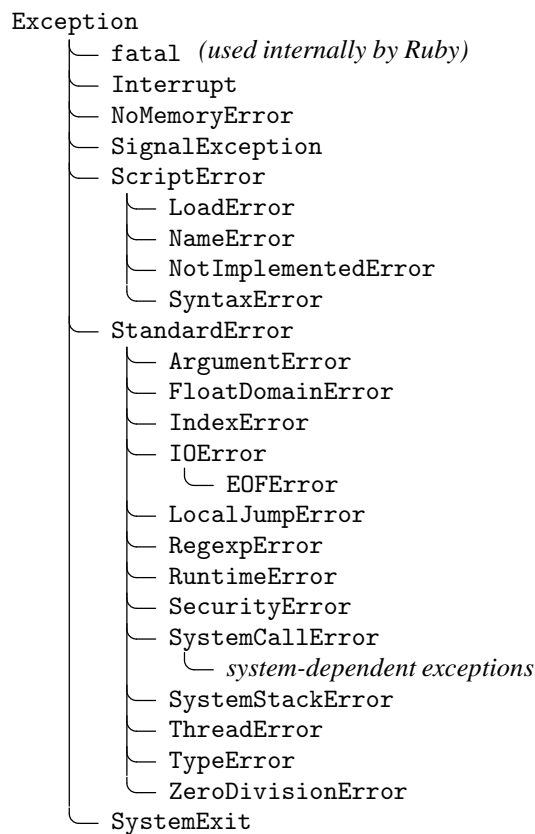 Exception
fatal (used internally by Ruby)
Interrupt
NoMemoryError
SignalException
ScriptError
LoadError
NameError
NotImplementedError
SyntaxError
StandardError
ArgumentError
FloatDomainError
IndexError
IOError
EOFError
LocalJumpError
RegexpError
RuntimeError
SecurityError
SystemCallError
system-dependent exceptions
SystemStackError
ThreadError
TypeError
ZeroDivisionError
SystemExit